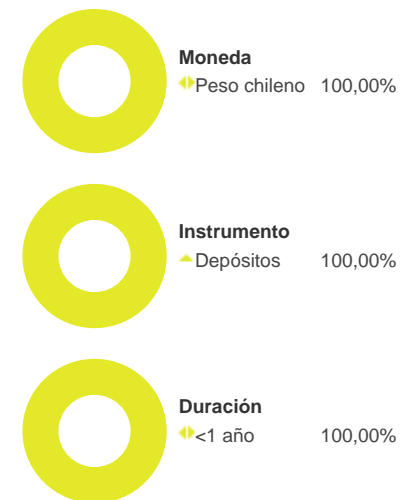 Moneda
Peso chileno 100,00%
Instrumento
Depósitos 100,00%
Duración
<1 año 100,00%